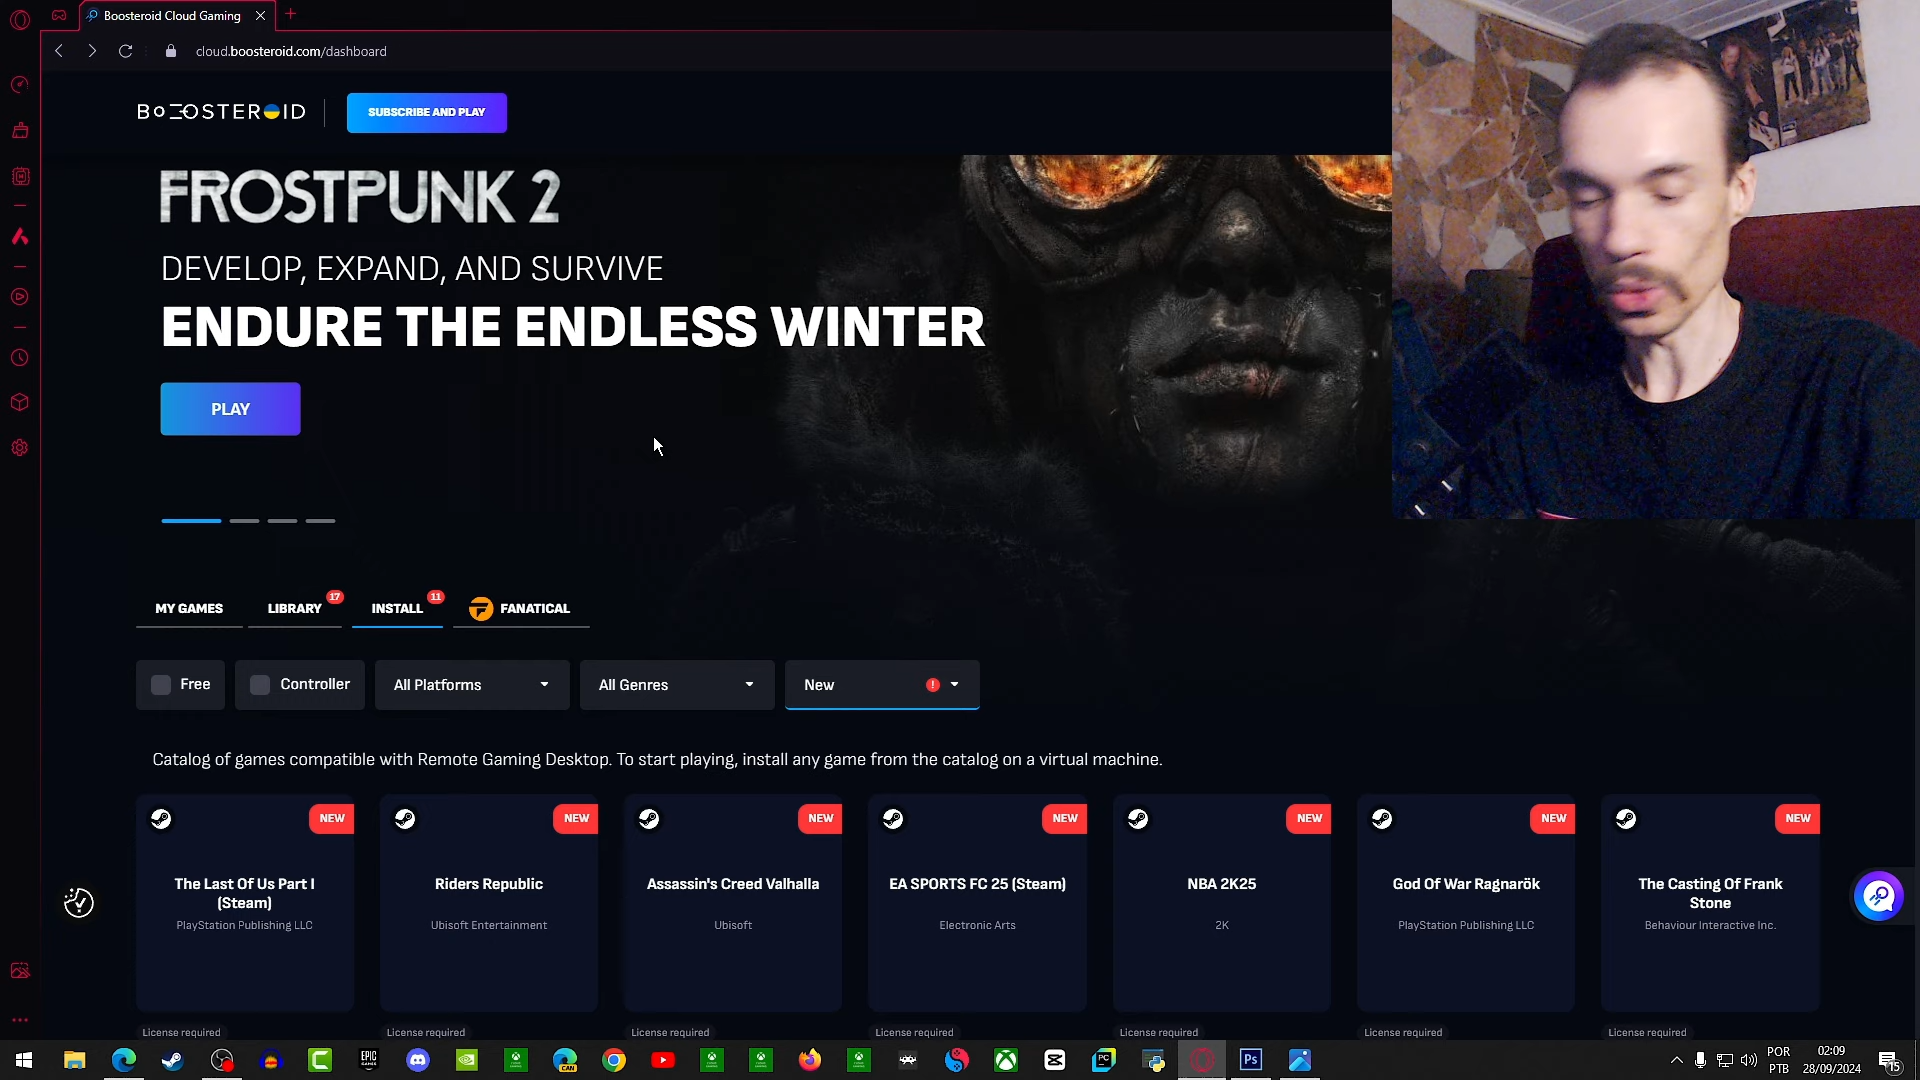 Boosteroid Cloud Gaming
cloud.boosteroid.com/dashboard
BOOSTEROID
SUBSCRIBE AND PLAY
FROSTPUNK 2
DEVELOP, EXPAND, AND SURVIVE
ENDURE THE ENDLESS WINTER
PLAY
MY GAMES
LIBRARY 17
INSTALL 11
FANATICAL
Free
Controller
All Platforms
All Genres
New
Catalog of games compatible with Remote Gaming Desktop. To start playing, install any game from the catalog on a virtual machine.
NEW
The Last Of Us Part I
(Steam)
PlayStation Publishing LLC
License required
NEW
Riders Republic
Ubisoft Entertainment
License required
NEW
Assassin's Creed Valhalla
Ubisoft
License required
NEW
EA SPORTS FC 25 (Steam)
Electronic Arts
License required
NEW
NBA 2K25
2K
License required
NEW
God Of War Ragnarök
PlayStation Publishing LLC
License required
NEW
The Casting Of Frank
Stone
Behaviour Interactive Inc.
License required
EPIC
GAMES
CAN
PC
Ps
POR
PTB
02:09
28/09/2024
15